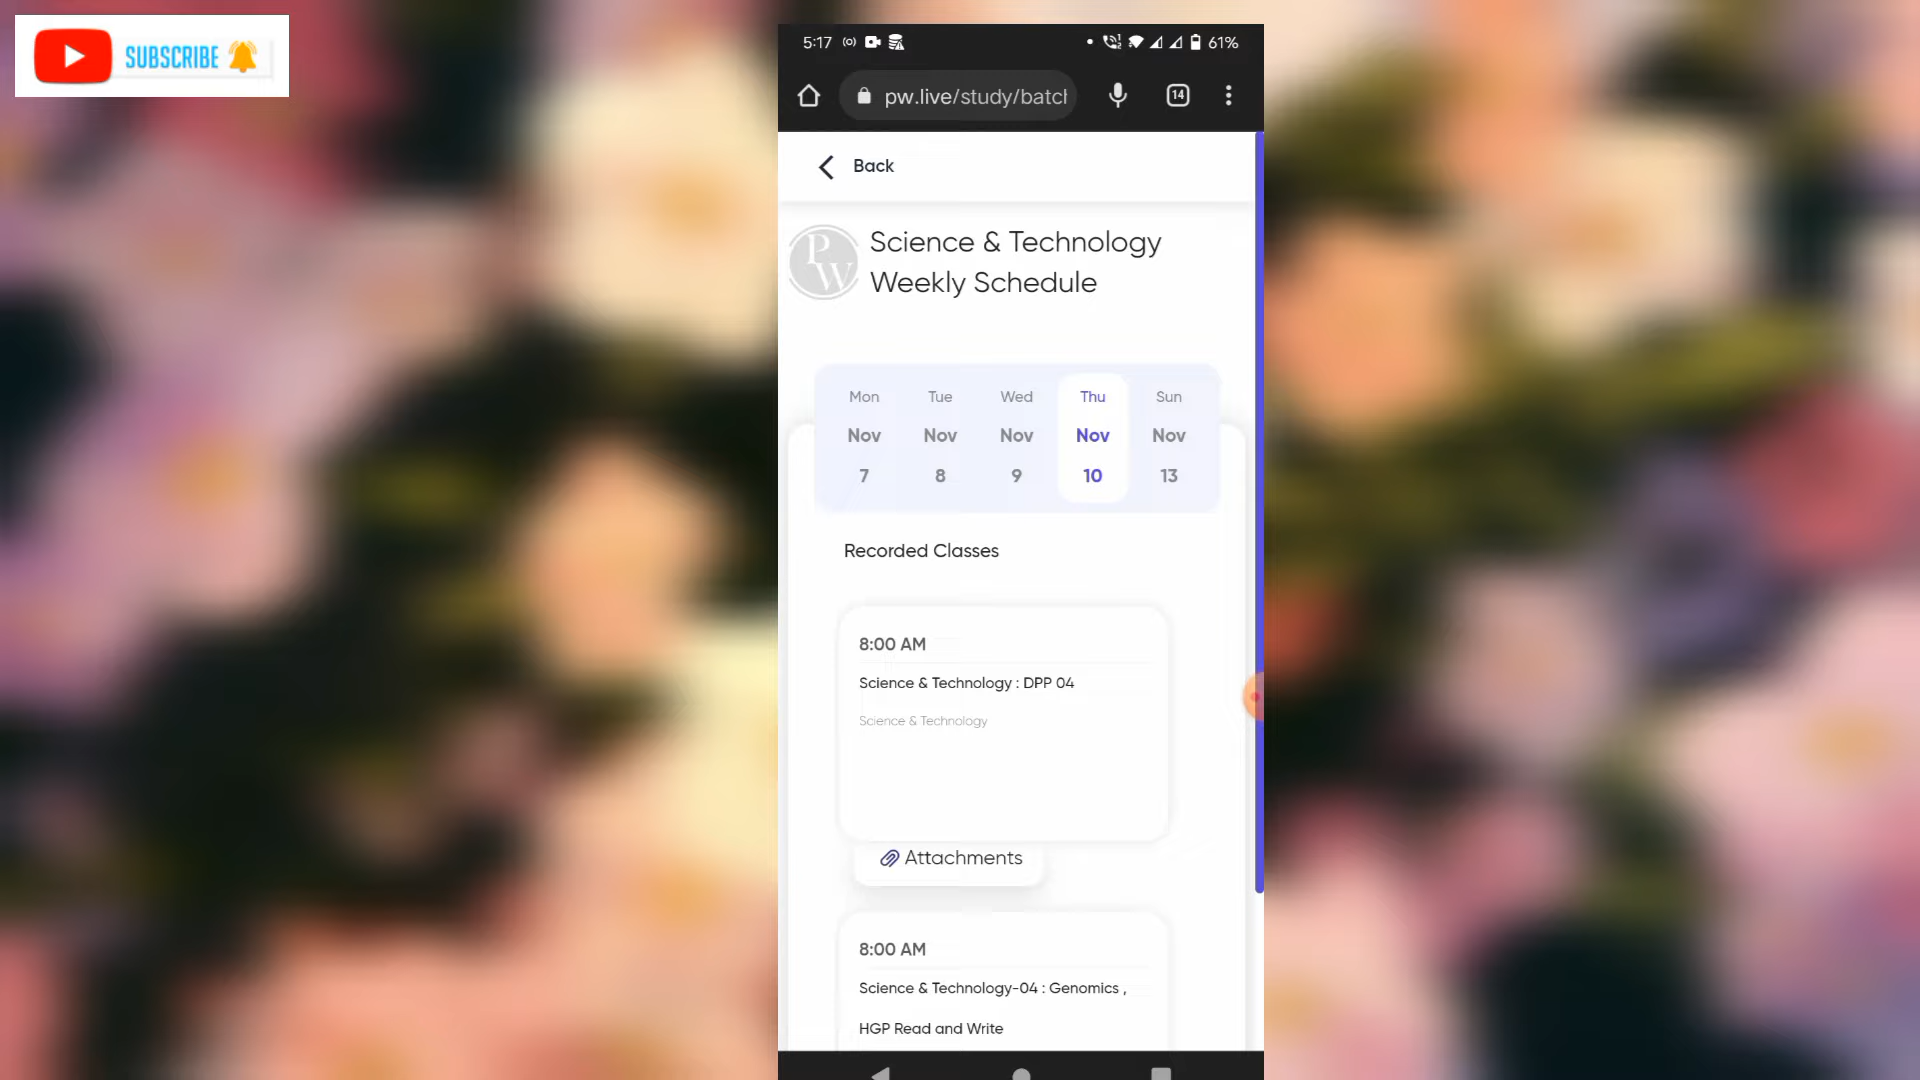 SUBSCRIBE
5:17
61%
pw.live/study/batch
14
Back
PW
Science & Technology
Weekly Schedule
Mon Tue Wed Thu Sun
Nov Nov Nov Nov Nov
7 8 9 10 13
Recorded Classes
8:00 AM
Science & Technology : DPP 04
Science & Technology
Attachments
8:00 AM
Science & Technology-04 : Genomics ,
HGP Read and Write